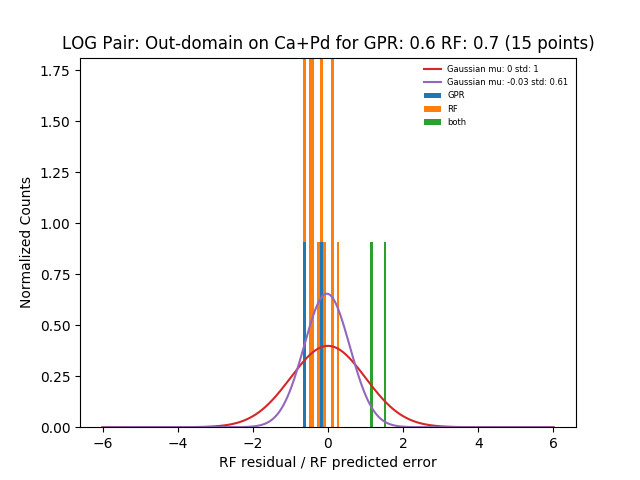 LOG Pair: Out-domain on Ca+Pd for GPR: 0.6 RF: 0.7 (15 points)
Gaussian mu: 0 std: 1
Gaussian mu: -0.03 std: 0.61
GPR
RF
both
Normalized Counts
1.75
1.50
1.25
1.00
0.75
0.50
0.25
0.00
−6 −4 −2 0 2 4 6
RF residual / RF predicted error